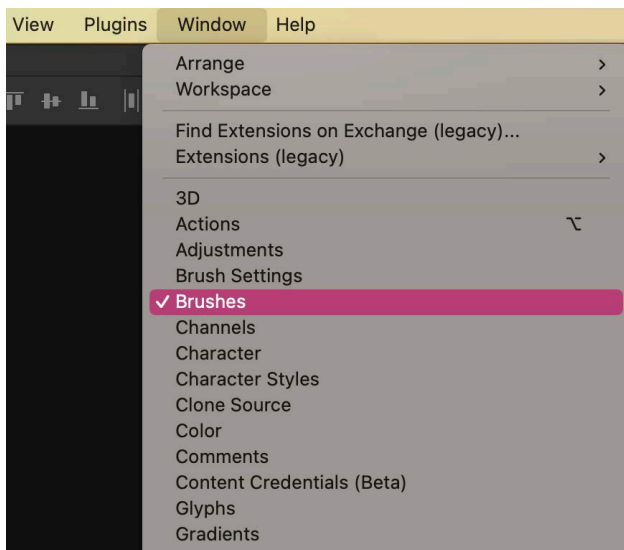 View Plugins Window Help
Arrange >
Workspace >
Find Extensions on Exchange (legacy)...
Extensions (legacy) >
3D
Actions ⌥
Adjustments
Brush Settings
✓ Brushes
Channels
Character
Character Styles
Clone Source
Color
Comments
Content Credentials (Beta)
Glyphs
Gradients